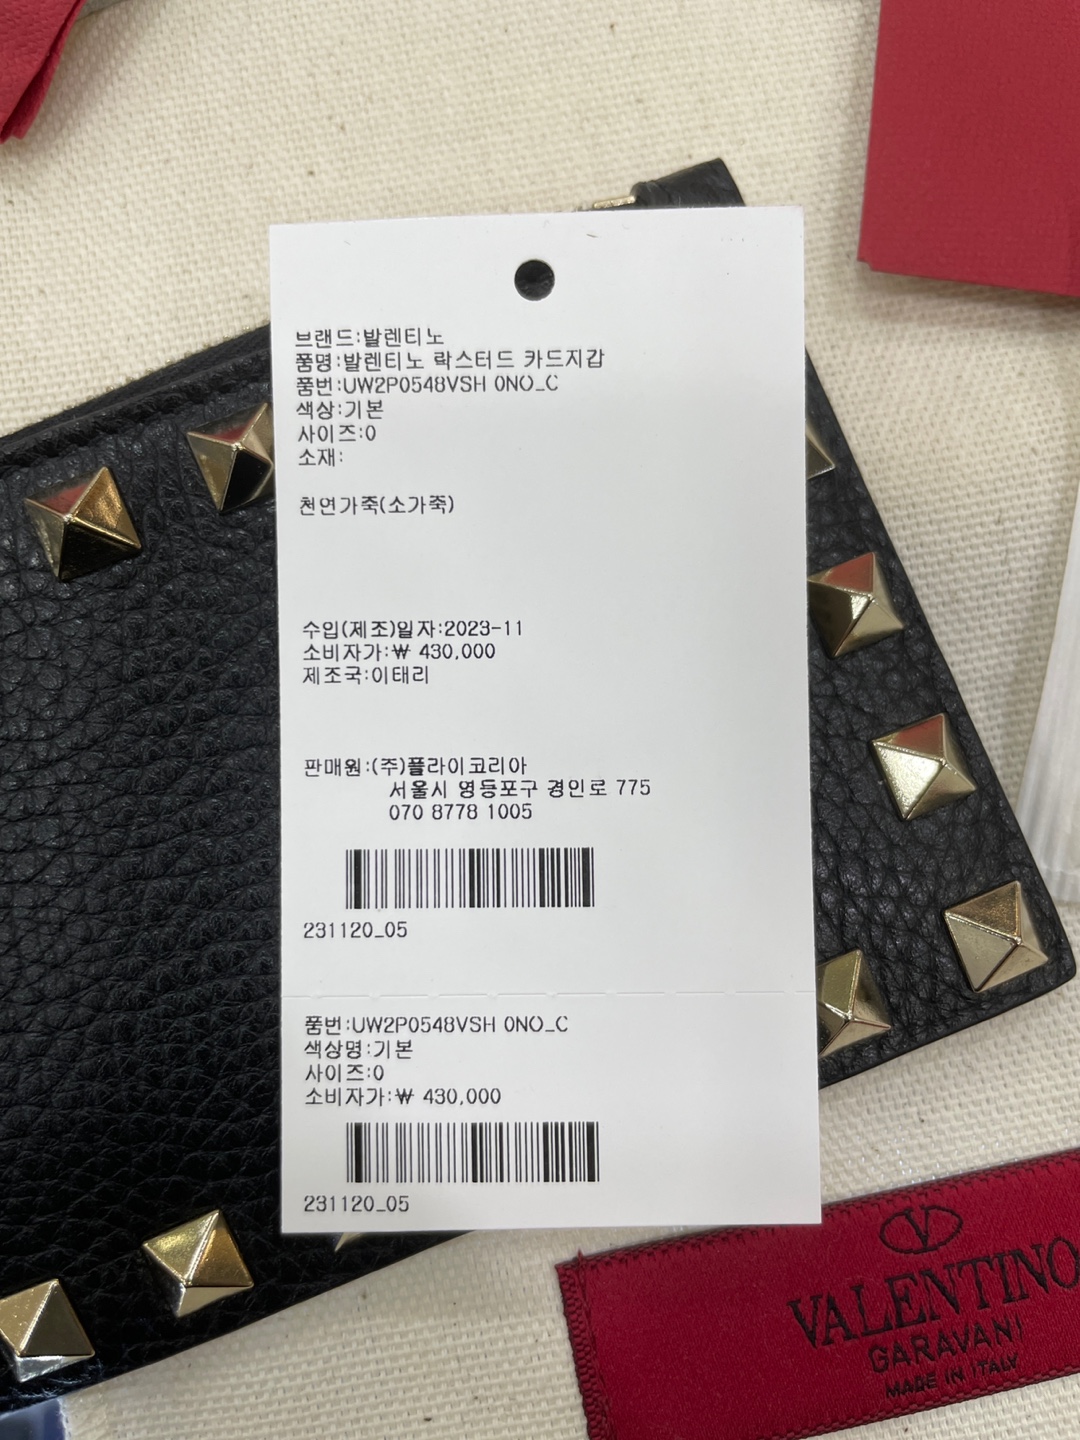 브랜드:발렌티노
품명:발렌티노 락스터드 카드지갑
품번:UW2P0548VSH 0NO_C
색상:기본
사이즈:0
소재:
천연가죽(소가죽)
수입(제조)일자:2023-11
소비자가:₩ 430,000
제조국:이태리
판매원:(주)플라이코리아
서울시 영등포구 경인로 775
070 8778 1005
231120_05
품번:UW2P0548VSH 0NO_C
색상명:기본
사이즈:0
소비자가:₩ 430,000
231120_05
VALENTINO
GARAVANI
MADE IN ITALY